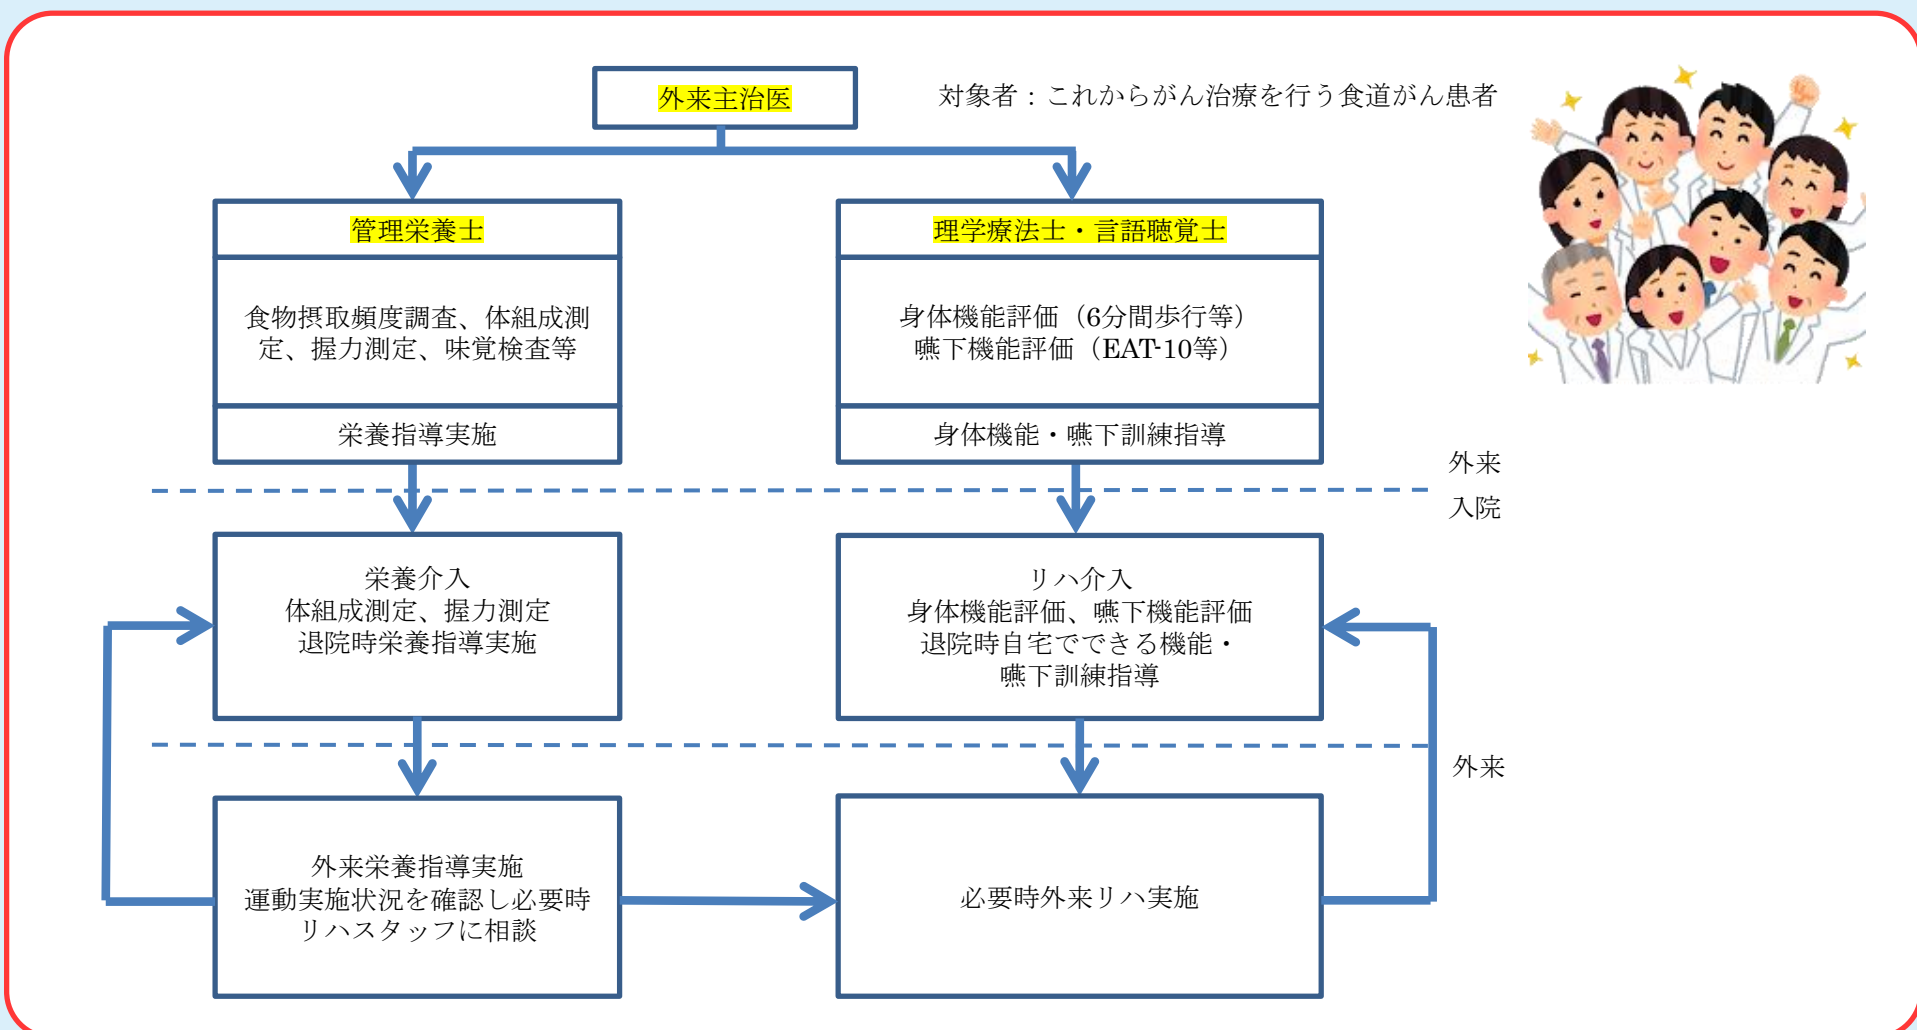 外来主治医
対象者：これからがん治療を行う食道がん患者
管理栄養士
食物摂取頻度調査、体組成測
定、握力測定、味覚検査等
栄養指導実施
理学療法士・言語聴覚士
身体機能評価（6分間歩行等）
嚥下機能評価（EAT-10等）
身体機能・嚥下訓練指導
外来
入院
栄養介入
体組成測定、握力測定
退院時栄養指導実施
リハ介入
身体機能評価、嚥下機能評価
退院時自宅でできる機能・
嚥下訓練指導
外来
外来栄養指導実施
運動実施状況を確認し必要時
リハスタッフに相談
必要時外来リハ実施